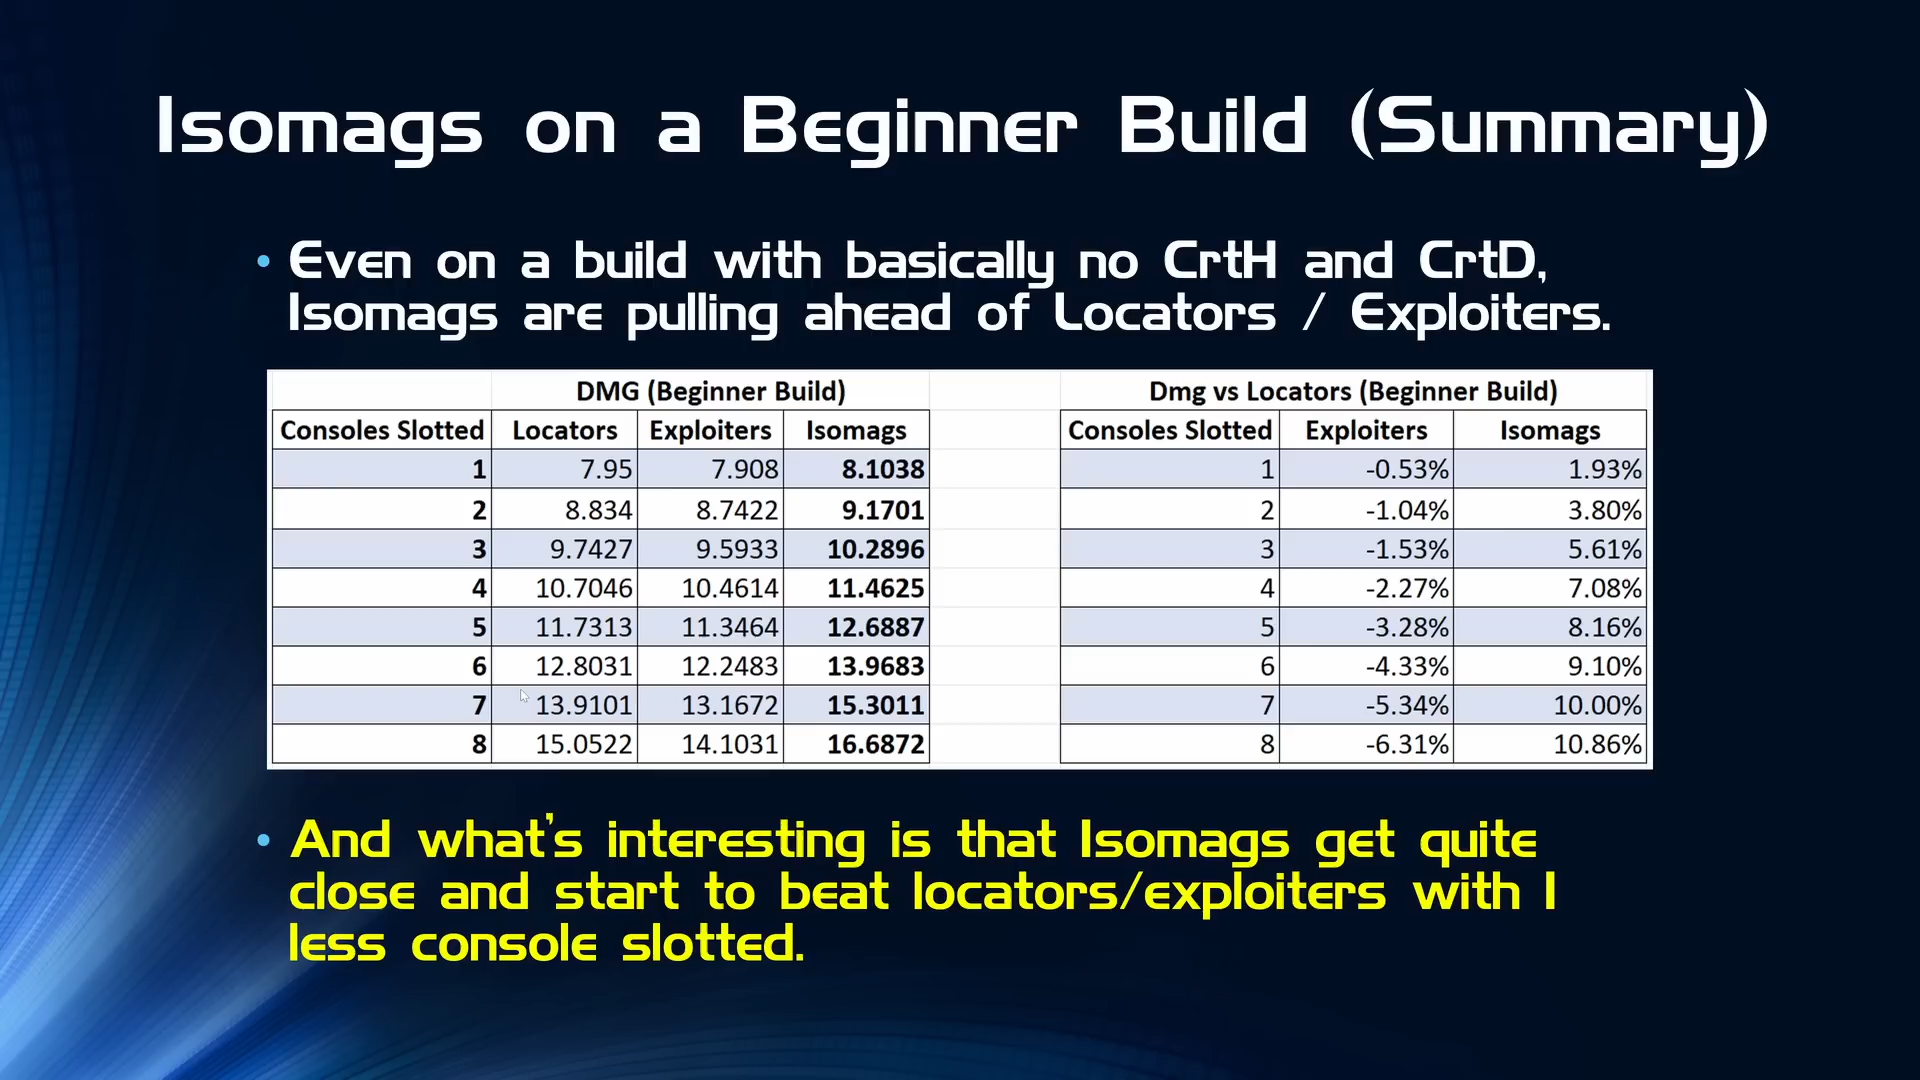 Isomags on a Beginner Build (Summary)
• Even on a build with basically no CrtH and CrtD,
Isomags are pulling ahead of Locators / Exploiters.
DMG (Beginner Build) Dmg vs Locators (Beginner Build)
Consoles Slotted Locators Exploiters Isomags Consoles Slotted Exploiters Isomags
1 7.95 7.908 8.1038 1 -0.53% 1.93%
2 8.834 8.7422 9.1701 2 -1.04% 3.80%
3 9.7427 9.5933 10.2896 3 -1.53% 5.61%
4 10.7046 10.4614 11.4625 4 -2.27% 7.08%
5 11.7313 11.3464 12.6887 5 -3.28% 8.16%
6 12.8031 12.2483 13.9683 6 -4.33% 9.10%
7 13.9101 13.1672 15.3011 7 -5.34% 10.00%
8 15.0522 14.1031 16.6872 8 -6.31% 10.86%
• And what's interesting is that Isomags get quite
close and start to beat locators/exploiters with 1
less console slotted.